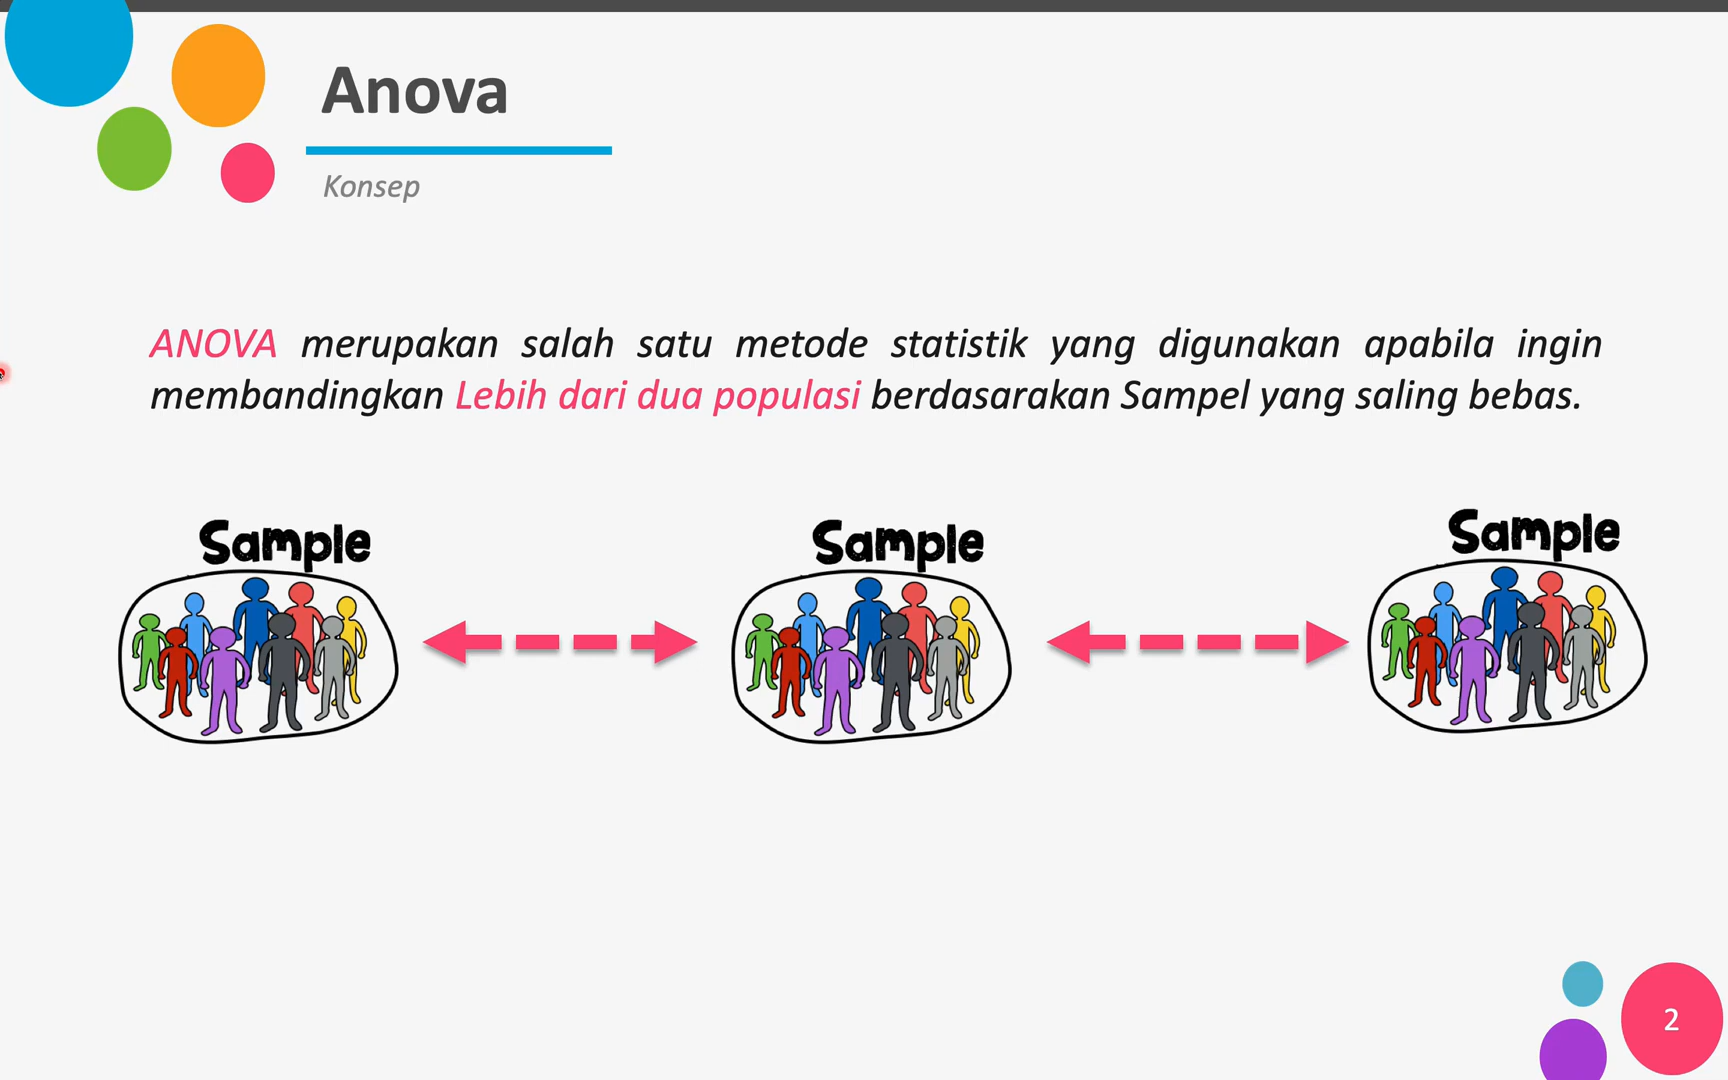 Anova
Konsep
ANOVA merupakan salah satu metode statistik yang digunakan apabila ingin
membandingkan Lebih dari dua populasi berdasarakan Sampel yang saling bebas.
Sample
Sample
Sample
2